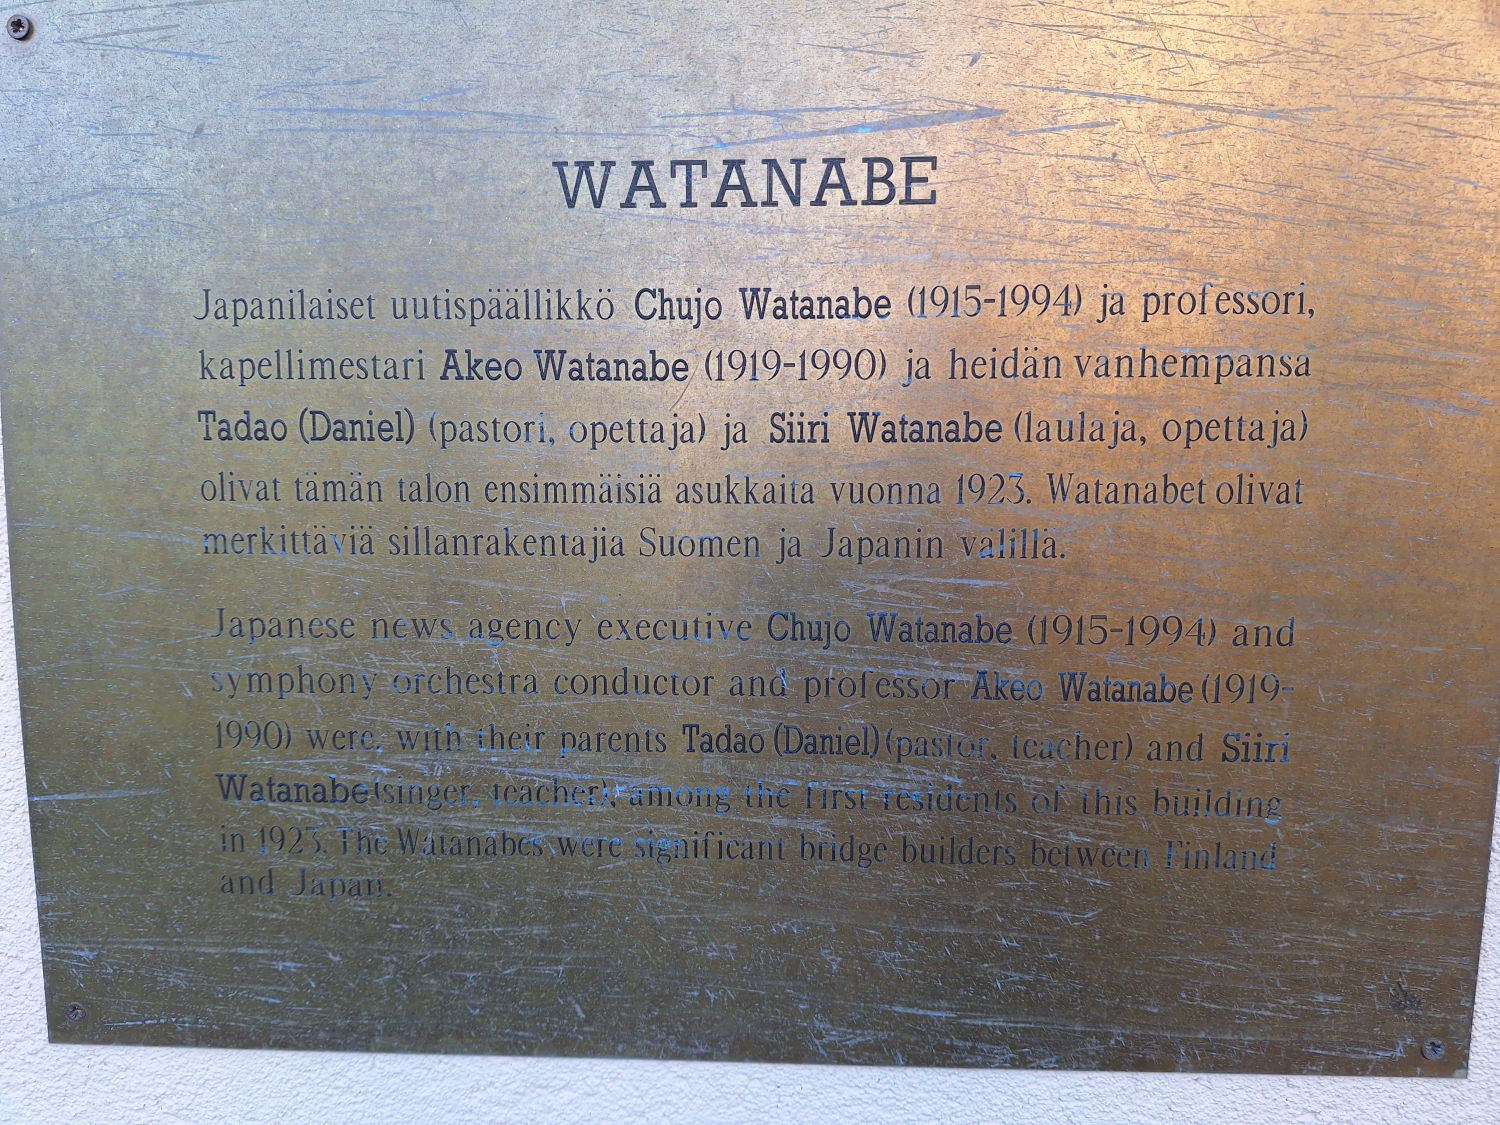 WATANABE
Japanilaiset uutispäällikkö Chujo Watanabe (1915-1994) ja professori,
kapellimestari Akeo Watanabe (1919-1990) ja heidän vanhempansa
Tadao (Daniel) (pastori, opettaja) ja Siiri Watanabe (laulaja, opettaja)
olivat tämän talon ensimmäisiä asukkaita vuonna 1923. Watanabet olivat
merkittäviä sillanrakentajia Suomen ja Japanin välillä.
Japanese news agency executive Chujo Watanabe (1915-1994) and
symphony orchestra conductor and professor Akeo Watanabe (1919-
1990) were, with their parents Tadao (Daniel) (pastor, teacher) and Siiri
Watanabe (singer, teacher), among the first residents of this building
in 1923. The Watanabes were significant bridge builders between Finland
and Japan.